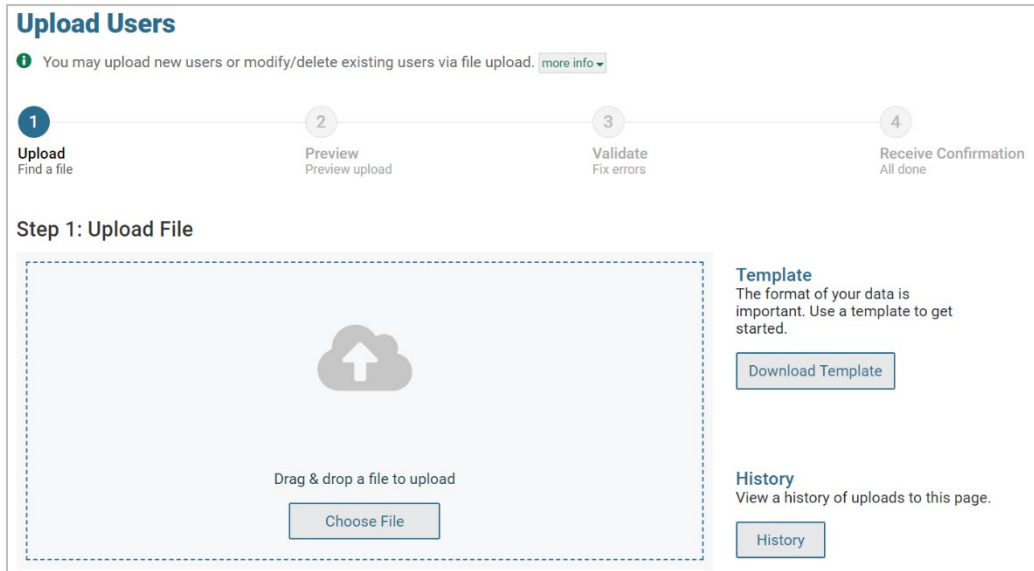 Upload Users
You may upload new users or modify/delete existing users via file upload. more info
1
2
3
4
Upload
Find a file
Preview
Preview upload
Validate
Fix errors
Receive Confirmation
All done
Step 1: Upload File
Drag & drop a file to upload
Choose File
Template
The format of your data is
important. Use a template to get
started.
Download Template
History
View a history of uploads to this page.
History